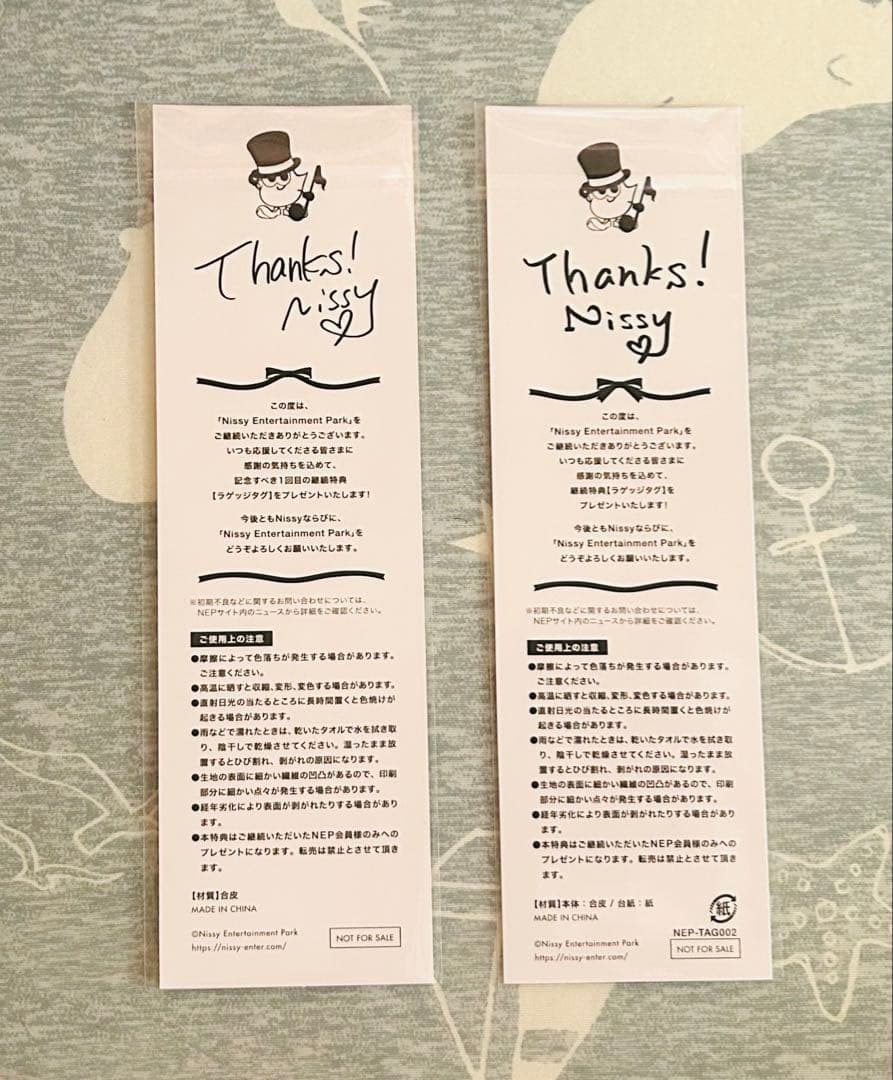 Thanks!
Nissy
この度は、
「Nissy Entertainment Park」を
ご継続いただきありがとうございます。
いつも応援してくださる皆さまに
感謝の気持ちを込めて、
記念すべき1回目の継続特典
【ラゲッジタグ】をプレゼントいたします!
今後ともNissyならびに、
「Nissy Entertainment Park」を
どうぞよろしくお願いいたします。
※初期不良などに関するお問い合わせについては、
NEPサイト内のニュースから詳細をご確認ください。
ご使用上の注意
●摩擦によって色落ちが発生する場合があります。
ご注意ください。
●高温に晒すと収縮、変形、変色する場合があります。
●直射日光の当たるところに長時間置くと色焼けが
起きる場合があります。
●雨などで濡れたときは、乾いたタオルで水を拭き取
り、陰干しで乾燥させてください。湿ったまま放
置するとひび割れ、剥がれの原因になります。
●生地の表面に細かい繊維の凹凸があるので、印刷
部分に細かい点々が発生する場合があります。
●経年劣化により表面が剥がれたりする場合があり
ます。
●本特典はご継続いただいたNEP会員様のみへの
プレゼントになります。転売は禁止とさせて頂き
ます。
【材質】合皮
MADE IN CHINA
©Nissy Entertainment Park
https://nissy-enter.com/
NOT FOR SALE
Thanks!
Nissy
この度は、
「Nissy Entertainment Park」を
ご継続いただきありがとうございます。
いつも応援してくださる皆さまに
感謝の気持ちを込めて、
継続特典【ラゲッジタグ】を
プレゼントいたします!
今後ともNissyならびに、
「Nissy Entertainment Park」を
どうぞよろしくお願いいたします。
※初期不良などに関するお問い合わせについては、
NEPサイト内のニュースから詳細をご確認ください。
ご使用上の注意
●摩擦によって色落ちが発生する場合があります。
ご注意ください。
●高温に晒すと収縮、変形、変色する場合があります。
●直射日光の当たるところに長時間置くと色焼けが
起きる場合があります。
●雨などで濡れたときは、乾いたタオルで水を拭き取
り、陰干しで乾燥させてください。湿ったまま放
置するとひび割れ、剥がれの原因になります。
●生地の表面に細かい繊維の凹凸があるので、印刷
部分に細かい点々が発生する場合があります。
●経年劣化により表面が剥がれたりする場合があり
ます。
●本特典はご継続いただいたNEP会員様のみへの
プレゼントになります。転売は禁止とさせて頂き
ます。
【材質】本体:合皮 / 台紙:紙
MADE IN CHINA
紙
NEP-TAG002
©Nissy Entertainment Park
https://nissy-enter.com/
NOT FOR SALE